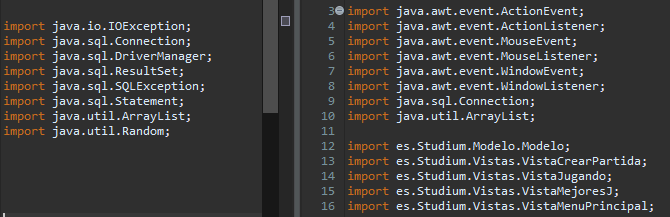 import java.io.IOException;
import java.sql.Connection;
import java.sql.DriverManager;
import java.sql.ResultSet;
import java.sql.SQLException;
import java.sql.Statement;
import java.util.ArrayList;
import java.util.Random;
3 import java.awt.event.ActionEvent;
4 import java.awt.event.ActionListener;
5 import java.awt.event.MouseEvent;
6 import java.awt.event.MouseListener;
7 import java.awt.event.WindowEvent;
8 import java.awt.event.WindowListener;
9 import java.sql.Connection;
10 import java.util.ArrayList;
11
12 import es.Studium.Modelo.Modelo;
13 import es.Studium.Vistas.VistaCrearPartida;
14 import es.Studium.Vistas.VistaJugando;
15 import es.Studium.Vistas.VistaMejoresJ;
16 import es.Studium.Vistas.VistaMenuPrincipal;